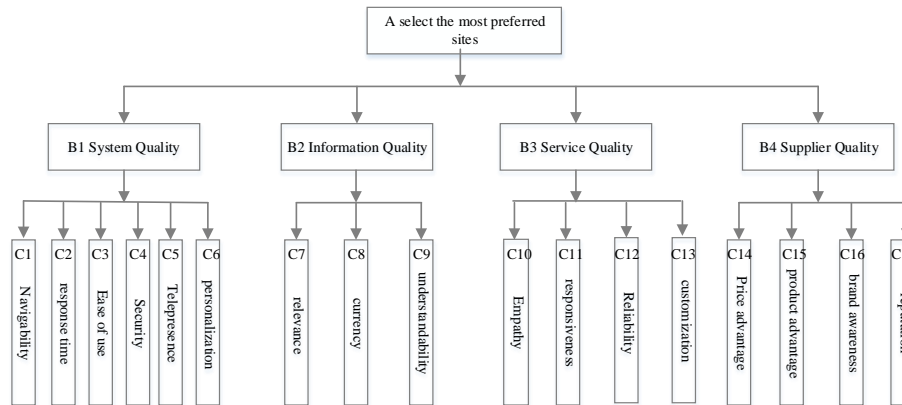 A select the most preferred
sites
B1 System Quality
B2 Information Quality
B3 Service Quality
B4 Supplier Quality
C1 Navigability
C2 response time
C3 Ease of use
C4 Security
C5 Telepresence
C6 personalization
C7 relevance
C8 currency
C9 understandability
C10 Empathy
C11 responsiveness
C12 Reliability
C13 customization
C14 Price advantage
C15 product advantage
C16 brand awareness